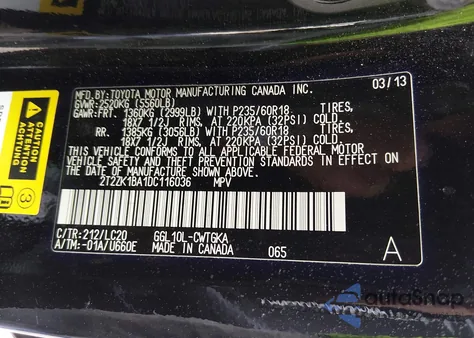 MFD. BY: TOYOTA MOTOR MANUFACTURING CANADA INC.
GVWR: 2520KG (5560LB) 03/13
GAWR: FRT. 1360KG (2999LB) WITH P235/60R18 TIRES,
18X7 1/2J RIMS, AT 220KPA (32PSI) COLD
RR. 1385KG (3056LB) WITH P235/60R18 TIRES,
18X7 1/2J RIMS, AT 220KPA (32PSI) COLD
THIS VEHICLE CONFORMS TO ALL APPLICABLE FEDERAL MOTOR
VEHICLE SAFETY AND THEFT PREVENTION STANDARDS IN EFFECT ON
THE DATE OF MANUFACTURE SHOWN ABOVE.
2T2ZK1BA1DC116036 MPV
C/TR: 212/LC20 GGL10L-CWTGKA
A/TM: -01A/U660E MADE IN CANADA 065 A
CAUTION
ATTENTION
ACHTUNG
3
autoSnap